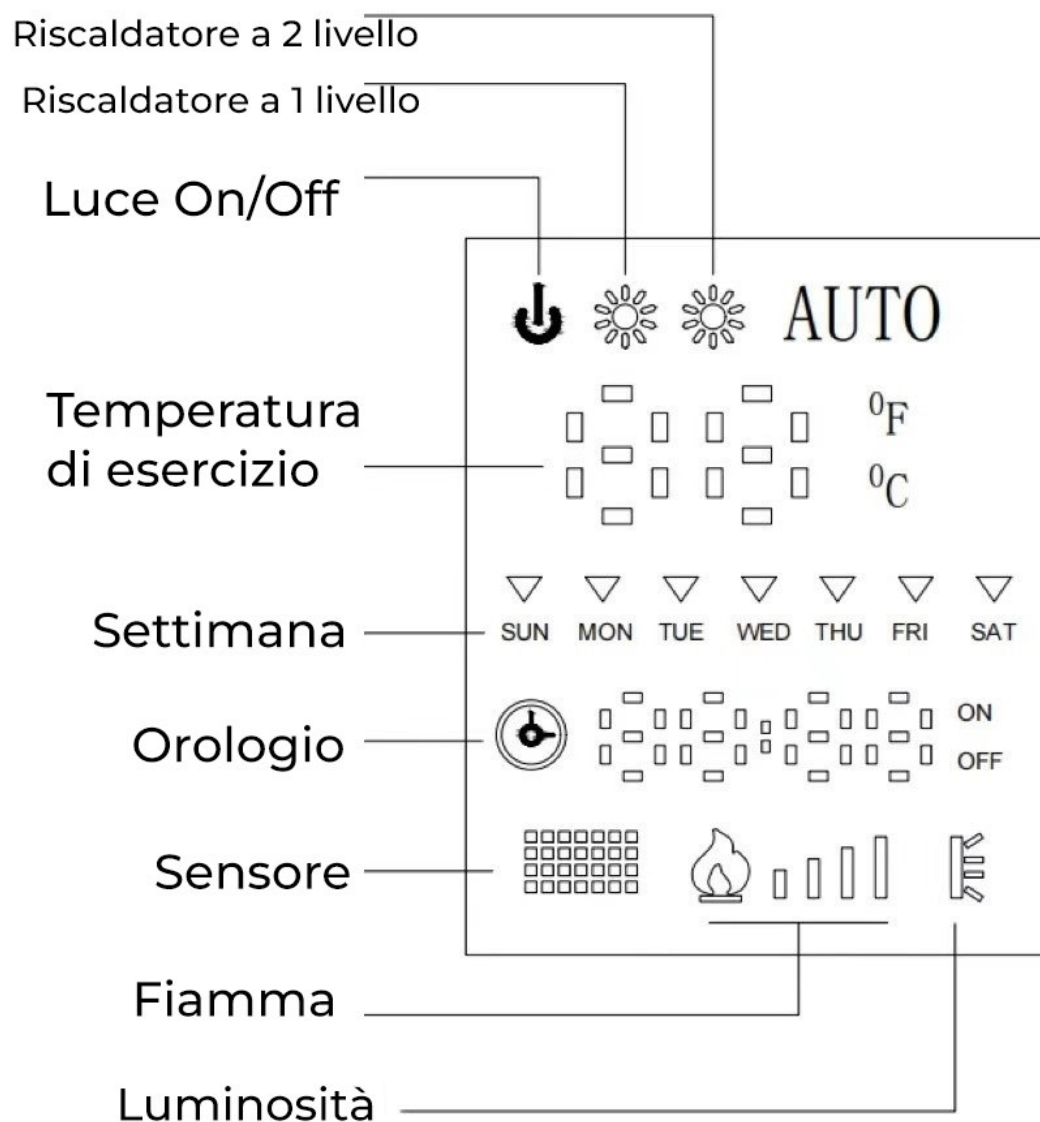 Riscaldatore a 2 livello
Riscaldatore a 1 livello
Luce On/Off
AUTO
Temperatura
di esercizio
⁰F
⁰C
Settimana
SUN MON TUE WED THU FRI SAT
Orologio
ON
OFF
Sensore
Fiamma
Luminosità